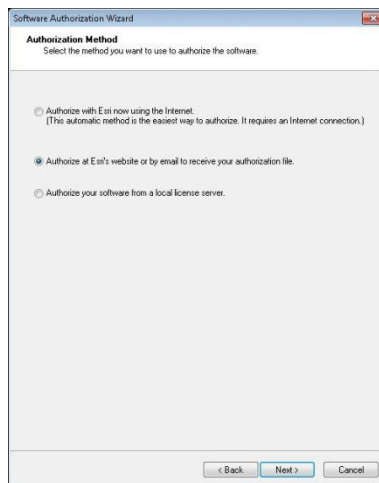 Software Authorization Wizard
Authorization Method
Select the method you want to use to authorize the software.
Authorize with Esri now using the Internet.
(This automatic method is the easiest way to authorize. It requires an Internet connection.)
Authorize at Esri's website or by email to receive your authorization file.
Authorize your software from a local license server.
< Back
Next >
Cancel